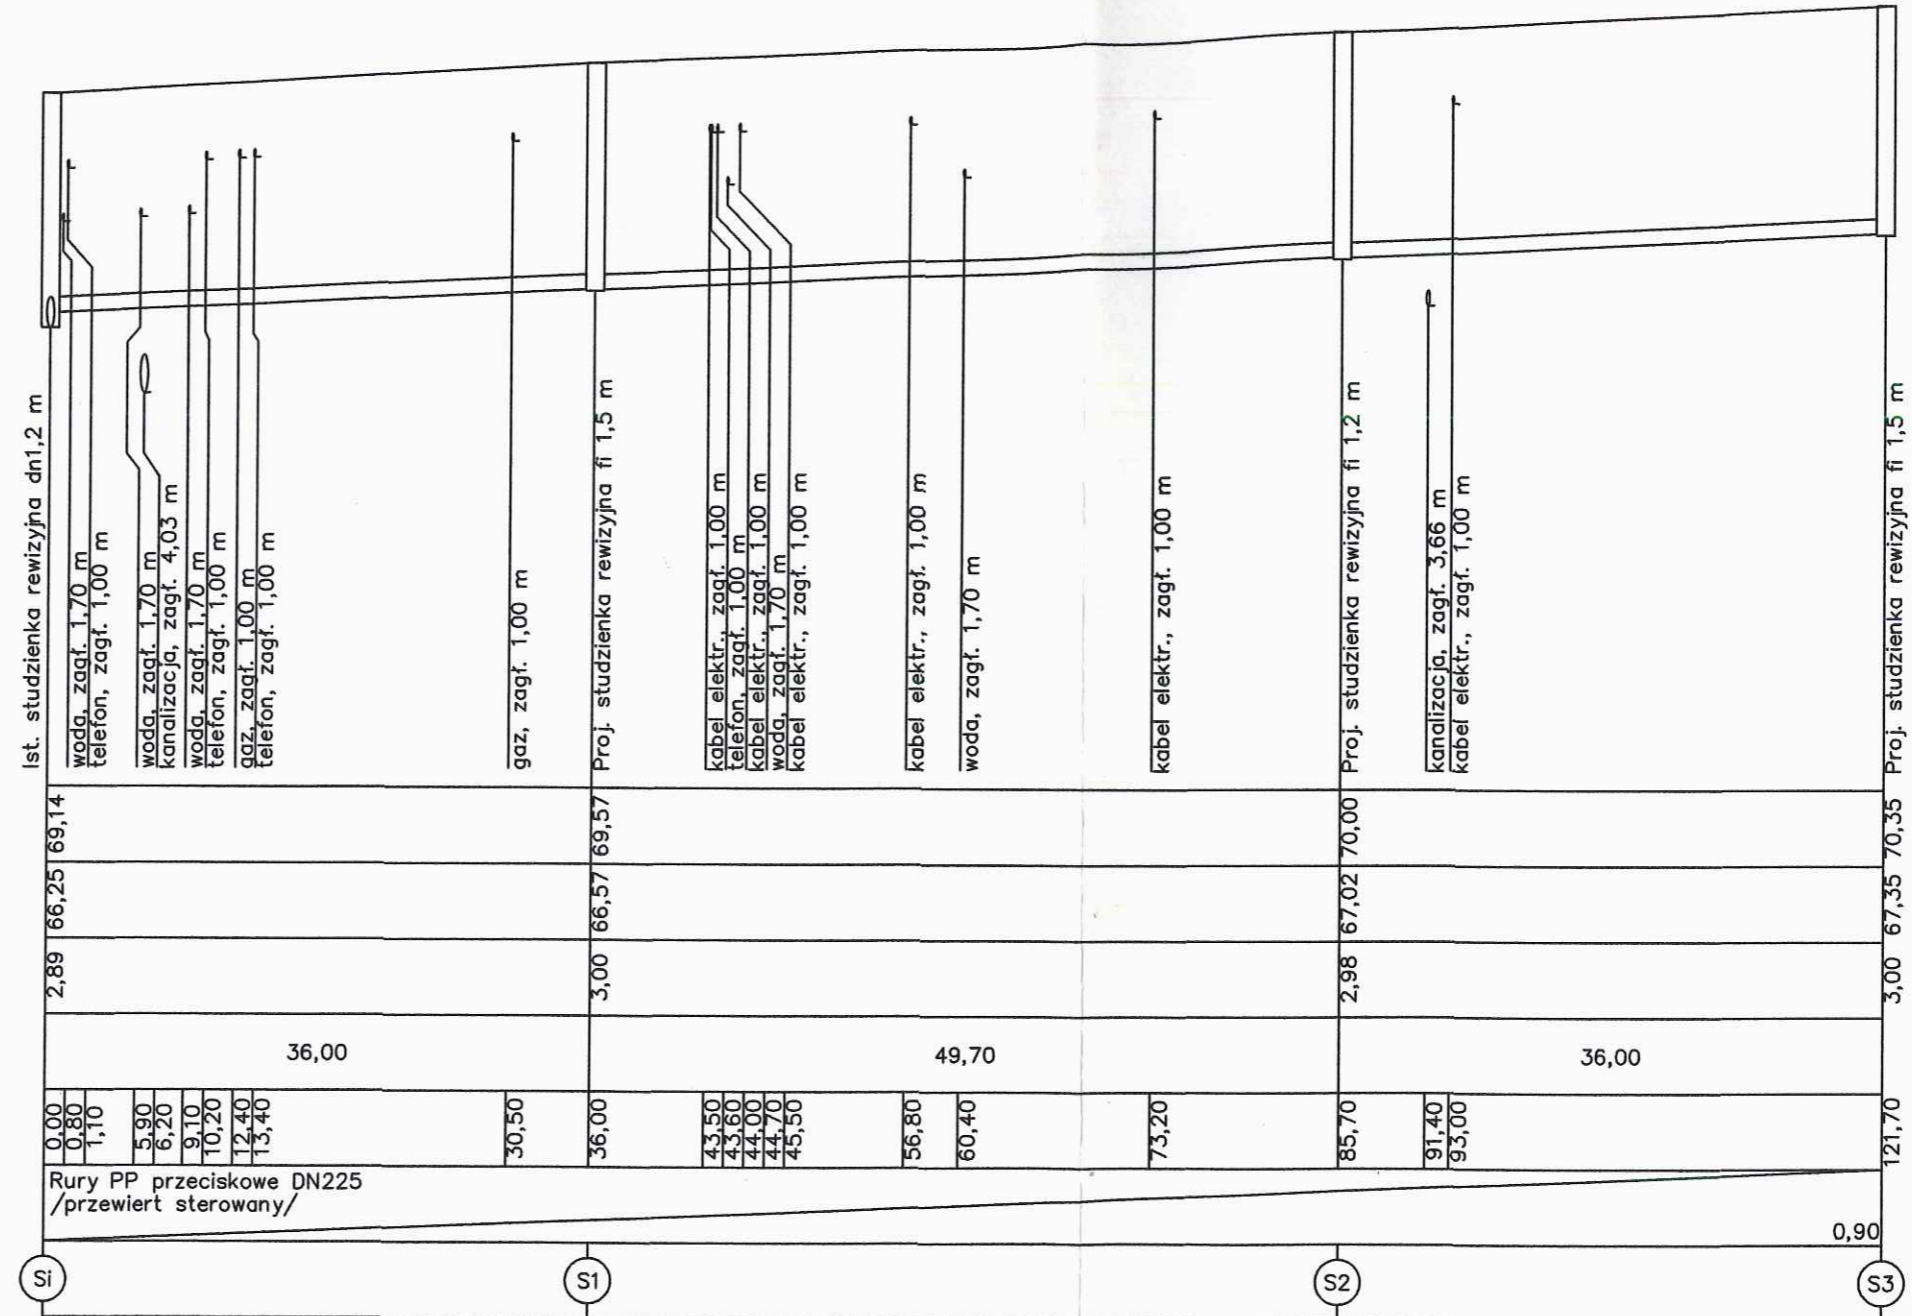 Ist. studzienka rewizyjna dn1,2 m
woda, zagł. 1,70 m
telefon, zagł. 1,00 m
woda, zagł. 1,70 m
kanalizacja, zagł. 4,03 m
woda, zagł. 1,70 m
telefon, zagł. 1,00 m
gaz, zagł. 1,00 m
telefon, zagł. 1,00 m
gaz, zagł. 1,00 m
Proj. studzienka rewizyjna fi 1,5 m
kabel elektr., zagł. 1,00 m
telefon, zagł. 1,00 m
kabel elektr., zagł. 1,00 m
woda, zagł. 1,70 m
kabel elektr., zagł. 1,00 m
kabel elektr., zagł. 1,00 m
woda, zagł. 1,70 m
kabel elektr., zagł. 1,00 m
Proj. studzienka rewizyjna fi 1,2 m
kanalizacja, zagł. 3,66 m
kabel elektr., zagł. 1,00 m
Proj. studzienka rewizyjna fi 1,5 m
69,14 69,57 70,00 70,35
66,25 66,57 67,02 67,35
2,89 3,00 2,98 3,00
36,00 49,70 36,00
0,00 0,80 1,10 5,90 6,20 9,10 10,20 12,40 13,40 30,50 36,00 43,50 43,60 44,00 44,70 45,50 56,80 60,40 73,20 85,70 91,40 93,00 121,70
Rury PP przeciskowe DN225
/przewiert sterowany/
0,90
Si S1 S2 S3